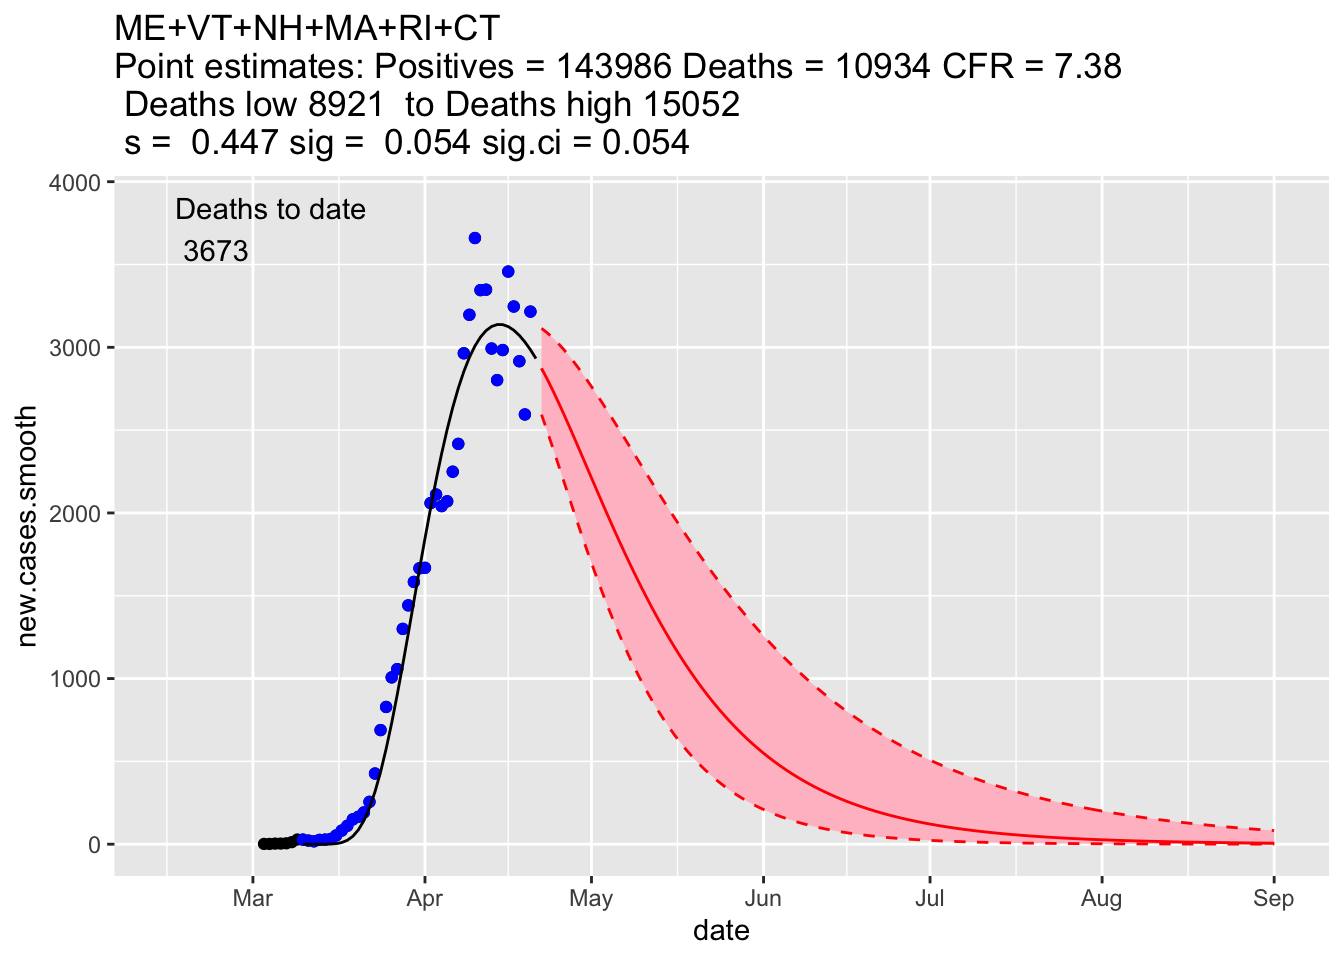 ME+VT+NH+MA+RI+CT
Point estimates: Positives = 143986 Deaths = 10934 CFR = 7.38
Deaths low 8921  to Deaths high 15052
s =  0.447 sig =  0.054 sig.ci = 0.054
Deaths to date
3673
new.cases.smooth
4000
3000
2000
1000
0
Mar Apr May Jun Jul Aug Sep
date